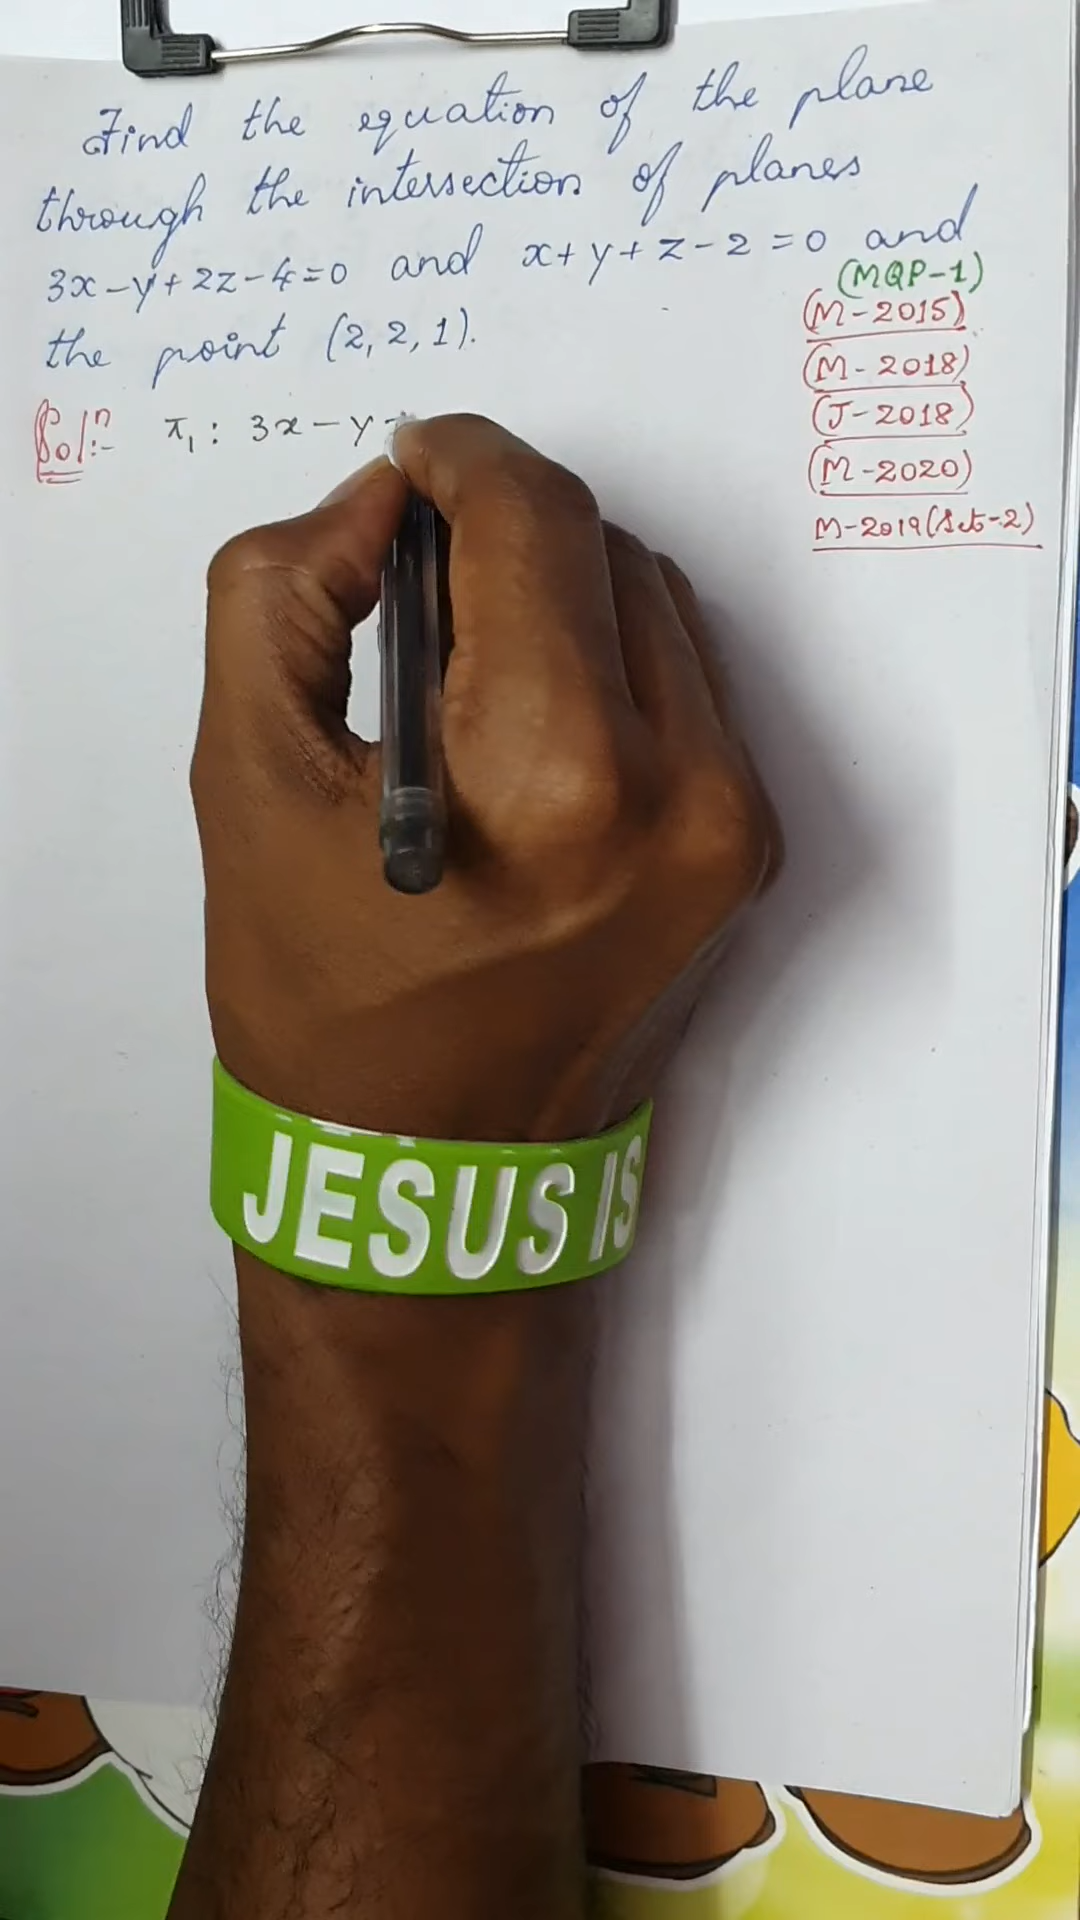 Find the equation of the plane
through the intersection of planes
3x-y+2z-4=0 and x+y+z-2=0 and
(MQP-1)
the point (2,2,1).
(M-2015)
(M-2018)
(J-2018)
(M-2020)
M-2019(Set-2)
Solⁿ:- π₁: 3x-y+
JESUS IS